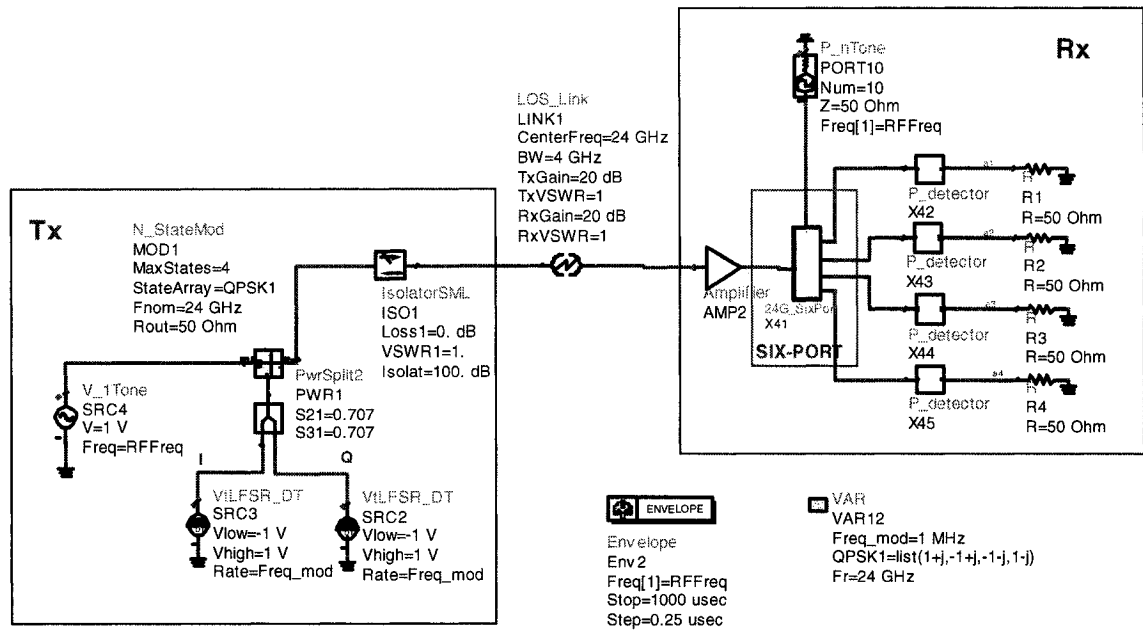 P_nTone
PORT10
Num=10
Z=50 Ohm
Freq[1]=RFFreq
Rx
LOS_Link
LINK1
CenterFreq=24 GHz
BW=4 GHz
TxGain=20 dB
TxVSWR=1
RxGain=20 dB
RxVSWR=1
a1
P_detector
X42
R
R1
R=50 Ohm
a2
P_detector
X43
R
R2
R=50 Ohm
a3
P_detector
X44
R
R3
R=50 Ohm
a4
P_detector
X45
R
R4
R=50 Ohm
Amplifier
AMP2
24G_SixPor
X41
SIX-PORT
Tx
N_StateMod
MOD1
MaxStates=4
StateArray=QPSK1
Fnom=24 GHz
Rout=50 Ohm
IsolatorSML
ISO1
Loss1=0. dB
VSWR1=1.
Isolat=100. dB
V_1Tone
SRC4
V=1 V
Freq=RFFreq
PwrSplit2
PWR1
S21=0.707
S31=0.707
I
Q
VtLFSR_DT
SRC3
Vlow=-1 V
Vhigh=1 V
Rate=Freq_mod
VtLFSR_DT
SRC2
Vlow=-1 V
Vhigh=1 V
Rate=Freq_mod
ENVELOPE
Envelope
Env2
Freq[1]=RFFreq
Stop=1000 usec
Step=0.25 usec
VAR
VAR12
Freq_mod=1 MHz
QPSK1=list(1+j,-1+j,-1-j,1-j)
Fr=24 GHz